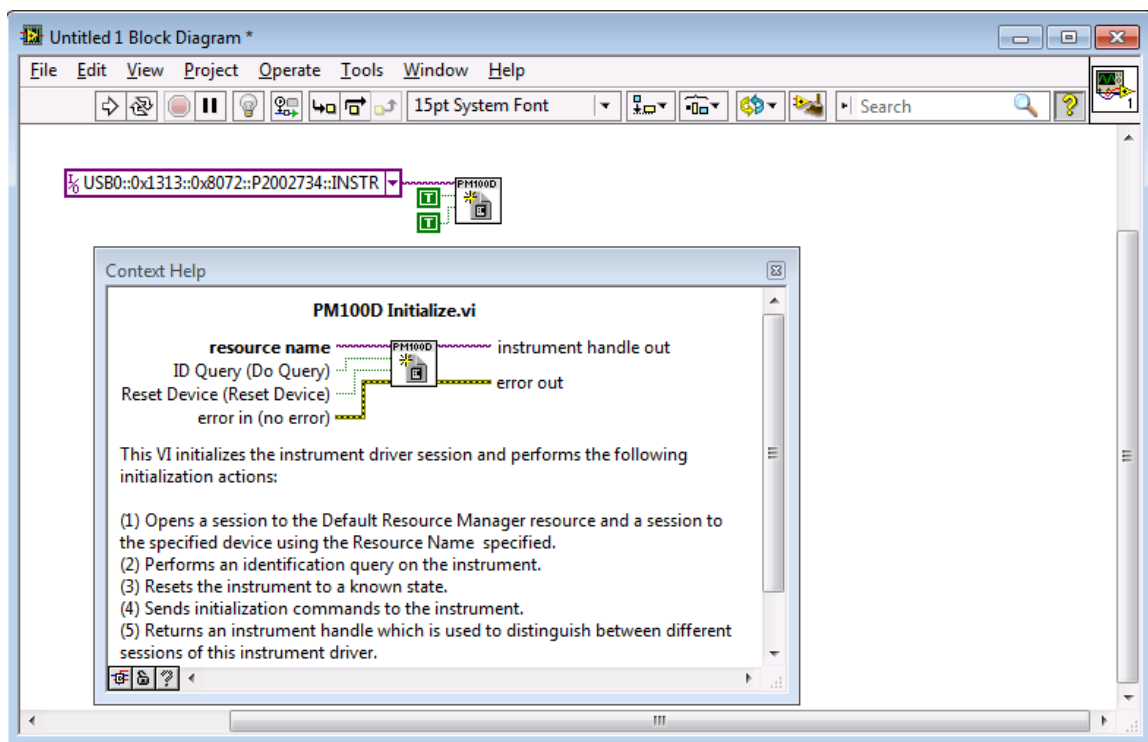 Untitled 1 Block Diagram *
File Edit View Project Operate Tools Window Help
15pt System Font
Search
1
USB0::0x1313::0x8072::P2002734::INSTR
PM100D
T
T
Context Help
PM100D Initialize.vi
resource name
PM100D
instrument handle out
ID Query (Do Query)
error out
Reset Device (Reset Device)
error in (no error)
This VI initializes the instrument driver session and performs the following
initialization actions:
(1) Opens a session to the Default Resource Manager resource and a session to
the specified device using the Resource Name  specified.
(2) Performs an identification query on the instrument.
(3) Resets the instrument to a known state.
(4) Sends initialization commands to the instrument.
(5) Returns an instrument handle which is used to distinguish between different
sessions of this instrument driver.